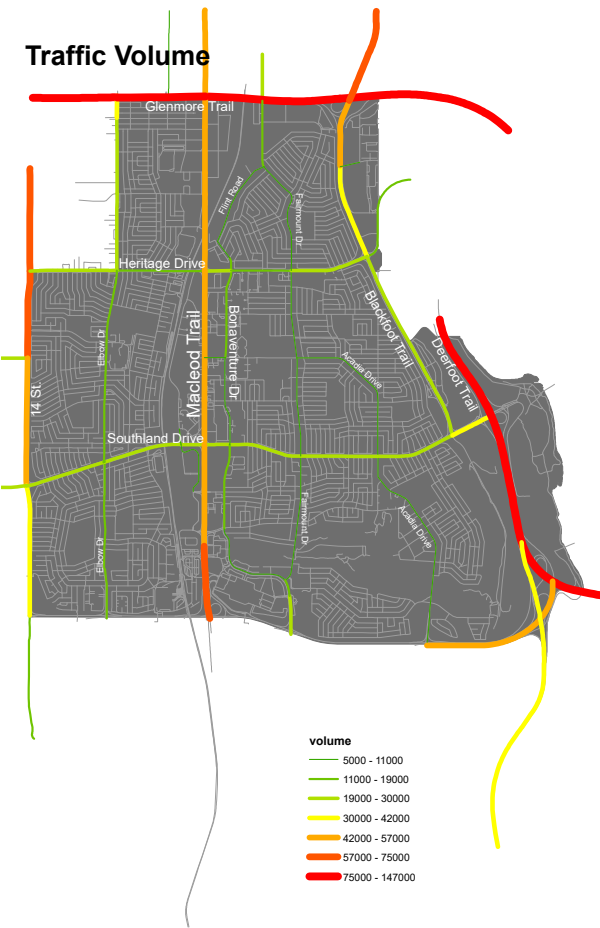 Traffic Volume
Glenmore Trail
Flint Road
Fairmount Dr.
Heritage Drive
Elbow Dr
Macleod Trail
Bonaventure Dr.
Blackfoot Trail
Deerfoot Trail
Acadia Drive
14 St.
Southland Drive
Fairmount Dr.
Acadia Drive
Elbow Dr
volume
5000 - 11000
11000 - 19000
19000 - 30000
30000 - 42000
42000 - 57000
57000 - 75000
75000 - 147000